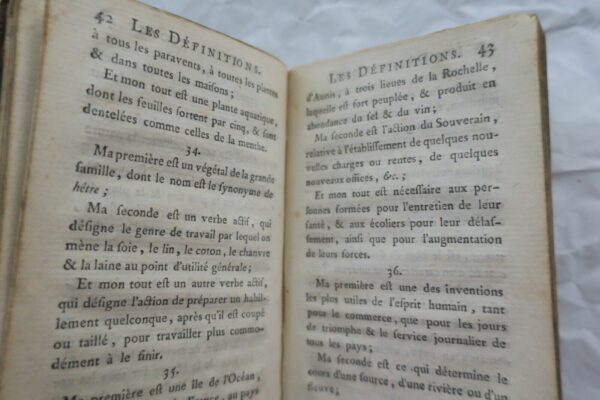 42 LES DÉFINITIONS.
à tous les paravents, à toutes les plantes
& dans toutes les maisons;
Et mon tout est une plante aquatique,
dont les feuilles sortent par cinq, & sont
dentelées comme celles de la menthe.
34.
Ma première est un végétal de la grande
famille, dont le nom est le synonyme de
hétre;
Ma seconde est un verbe actif, qui
désigne le genre de travail par lequel on
mène la soie, le lin, le coton, le chanvre
& la laine au point d'utilité générale;
Et mon tout est un autre verbe actif,
qui désigne l'action de préparer un habil-
lement quelconque, après qu'il est coupé
ou taillé, pour travailler plus commo-
dément à le finir.
35.
Ma première est une île de l'Océan,
France, au pays
LES DÉFINITIONS. 43
d'Aunis, à trois lieues de la Rochelle,
laquelle est fort peuplée, & produit en
abondance du sel & du vin;
Ma seconde est l'action du Souverain,
relative à l'établissement de quelques nou-
velles charges ou rentes, de quelques
nouveaux offices, &c.;
Et mon tout est nécessaire aux per-
sonnes formées pour l'entretien de leur
santé, & aux écoliers pour leur délas-
sement, ainsi que pour l'augmentation
de leurs forces.
36.
Ma première est une des inventions
les plus utiles de l'esprit humain, tant
pour le commerce, que pour les jours
de triomphe & le service journalier de
tous les pays;
Ma seconde est ce qui détermine le
cours d'une source, d'une rivière ou d'un
fleuve;